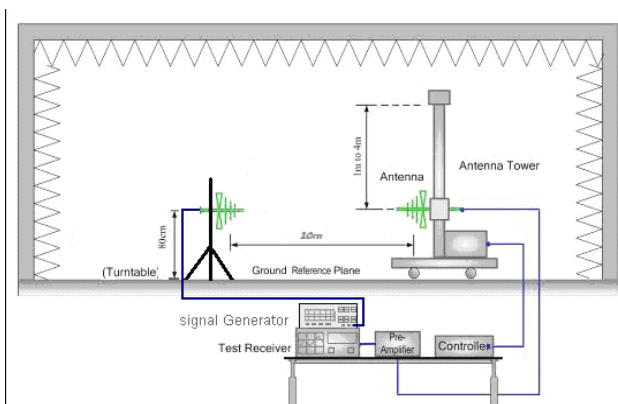 1m to 4m
Antenna Tower
Antenna
10m
80cm
(Turntable)
Ground Reference Plane
signal Generator
Test Receiver
Pre-
Amplifier
Controller